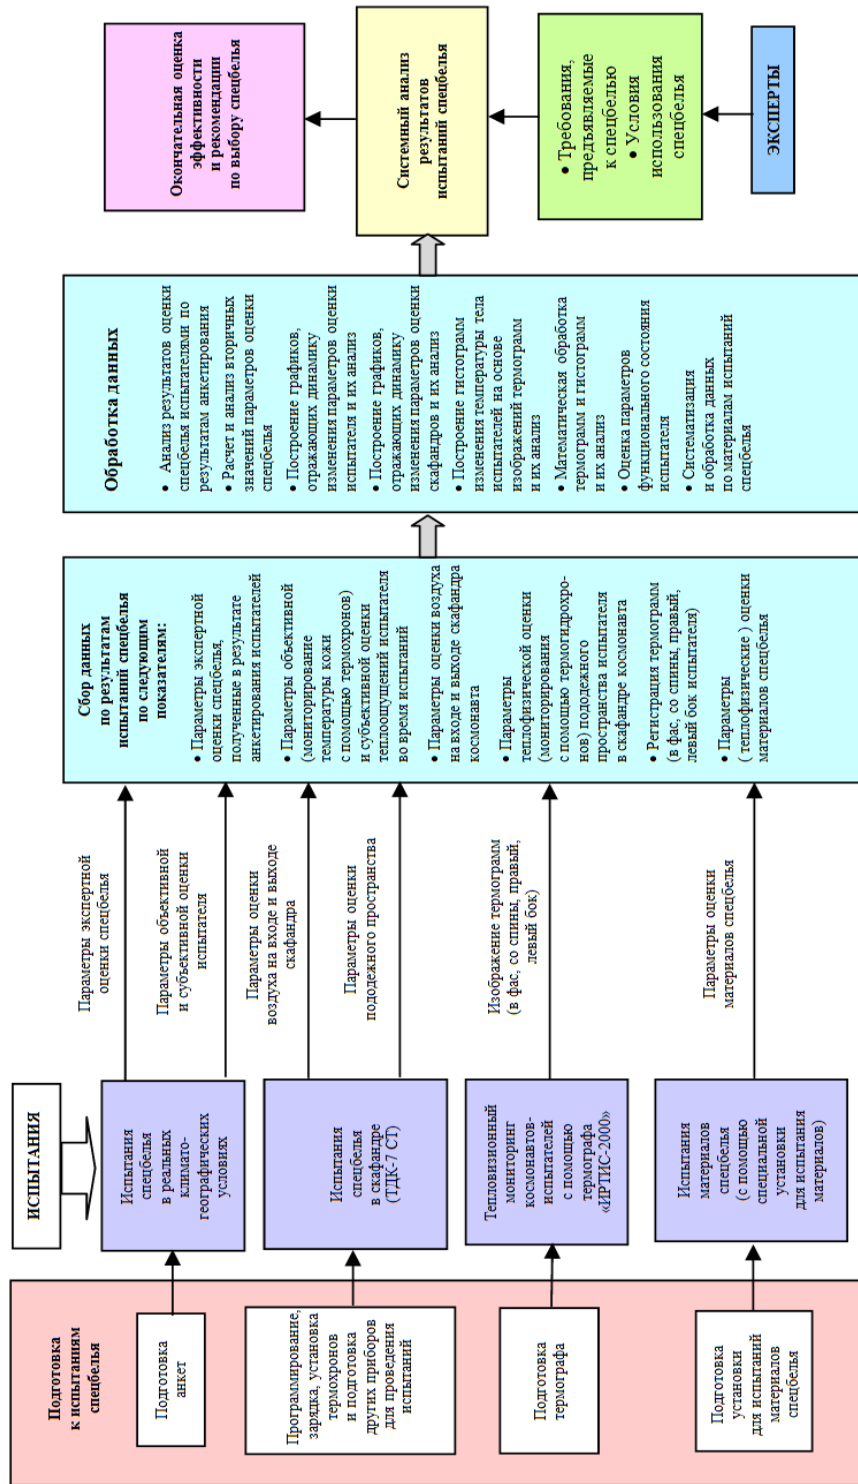 Подготовка
к испытаниям
спецбелья
Подготовка
анкет
Программирование,
зарядка, установка
термохронов
и подготовка
других приборов
для проведения
испытаний
Подготовка
термографа
Подготовка
установки
для испытаний
материалов
спецбелья
ИСПЫТАНИЯ
Испытания
спецбелья
в реальных
климато-
географических
условиях
Испытания
спецбелья
в скафандре
(ТДК-7 СТ)
Тепловизионный
мониторинг
космонавтов-
испытателей
с помощью
термографа
«ИРТИС-2000»
Испытания
материалов
спецбелья
(с помощью
специальной
установки
для испытания
материалов)
Параметры экспертной
оценки спецбелья
Параметры объективной
и субъективной оценки
испытателя
Параметры оценки
воздуха на входе и выходе
скафандра
Параметры оценки
пододежного пространства
Изображение термограмм
(в фас, со спины, правый,
левый бок)
Параметры оценки
материалов спецбелья
Сбор данных
по результатам
испытаний спецбелья
по следующим
показателям:
• Параметры экспертной
оценки спецбелья,
полученные в результате
анкетирования испытателей
• Параметры объективной
(мониторирование
температуры кожи
с помощью термохронов)
и субъективной оценки
теплоощущений испытателя
во время испытаний
• Параметры оценки воздуха
на входе и выходе скафандра
космонавта
• Параметры
теплофизической оценки
(мониторирования
с помощью термогидрохро-
нов) пододежного
пространства испытателя
в скафандре космонавта
• Регистрация термограмм
(в фас, со спины, правый,
левый бок испытателя)
• Параметры
( теплофизические ) оценки
материалов спецбелья
Обработка данных
• Анализ результатов оценки
спецбелья испытателями по
результатам анкетирования
• Расчет и анализ вторичных
значений параметров оценки
спецбелья
• Построение графиков,
отражающих динамику
изменения параметров оценки
испытателя и их анализ
• Построение графиков,
отражающих динамику
изменения параметров оценки
скафандров и их анализ
• Построение гистограмм
изменения температуры тела
испытателей на основе
изображений термограмм
и их анализ
• Математическая обработка
термограмм и гистограмм
и их анализ
• Оценка параметров
функционального состояния
испытателя
• Систематизация
и обработка данных
по материалам испытаний
спецбелья
Окончательная оценка
эффективности
и рекомендации
по выбору спецбелья
Системный анализ
результатов
испытаний спецбелья
• Требования,
предъявляемые
к спецбелью
• Условия
использования
спецбелья
ЭКСПЕРТЫ